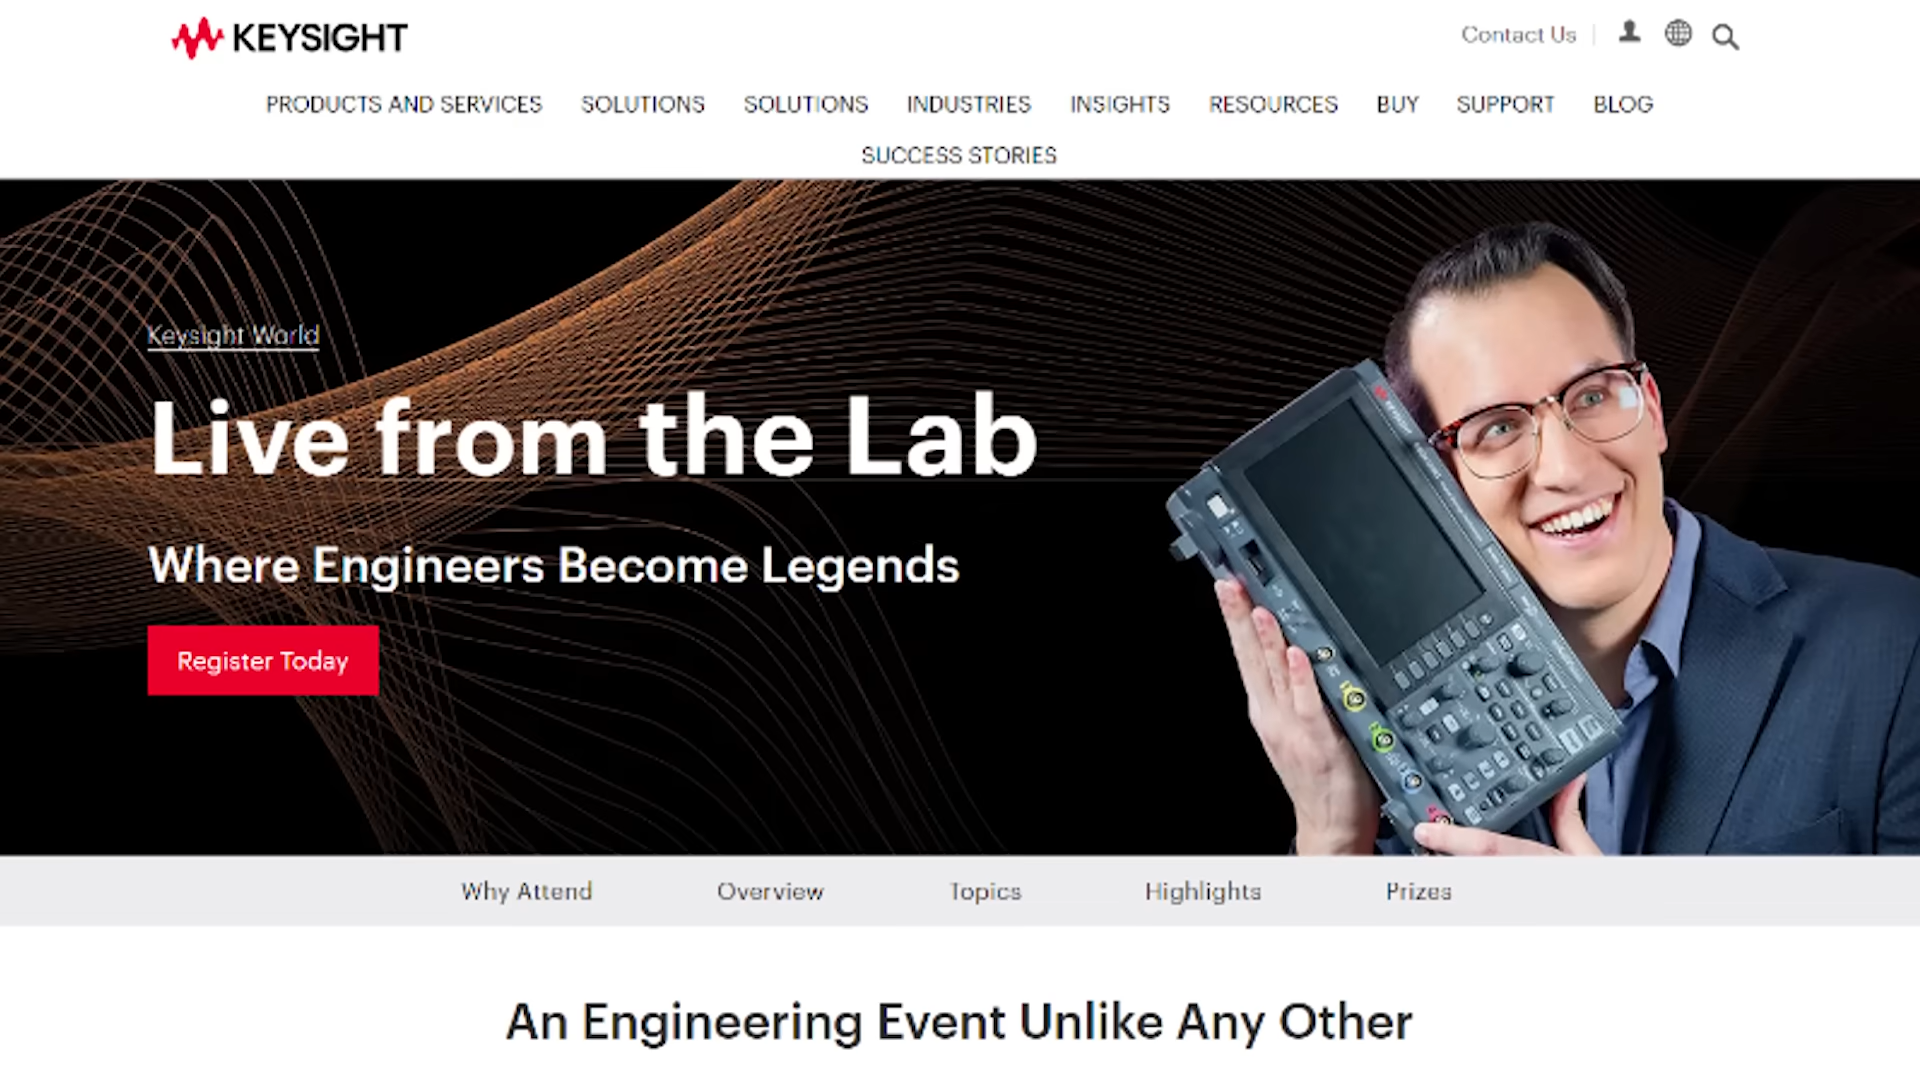 KEYSIGHT
Contact Us
PRODUCTS AND SERVICES SOLUTIONS SOLUTIONS INDUSTRIES INSIGHTS RESOURCES BUY SUPPORT BLOG
SUCCESS STORIES
Keysight World
Live from the Lab
Where Engineers Become Legends
Register Today
KEYSIGHT
Why Attend Overview Topics Highlights Prizes
An Engineering Event Unlike Any Other